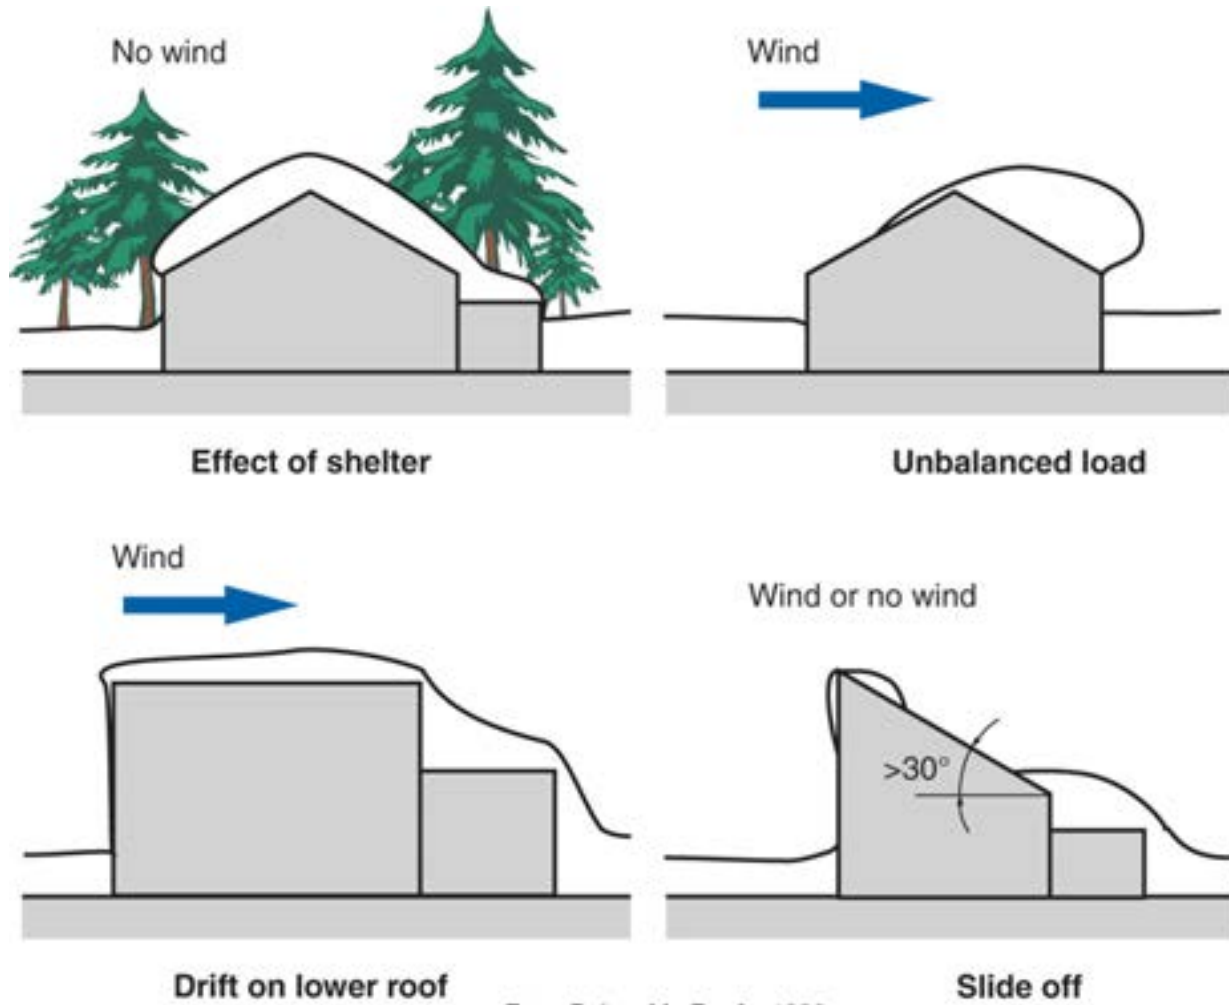 No wind
Wind
Effect of shelter
Unbalanced load
Wind
Wind or no wind
>30°
Drift on lower roof
Slide off